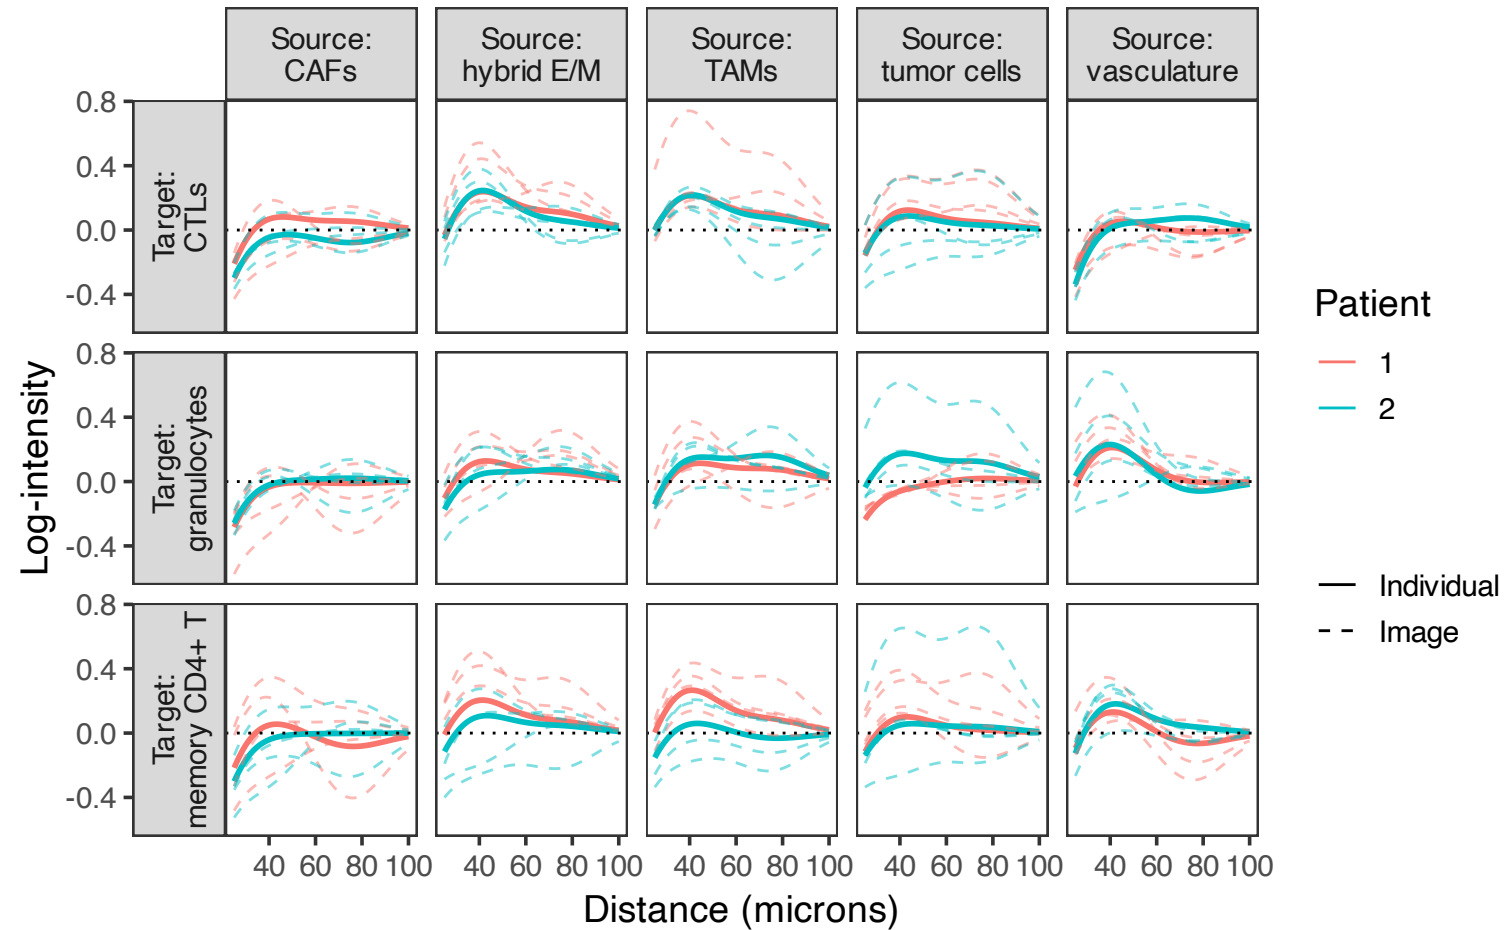 Source:
CAFs
Source:
hybrid E/M
Source:
TAMs
Source:
tumor cells
Source:
vasculature
Log-intensity
Target:
CTLs
0.8
0.4
0.0
-0.4
Target:
granulocytes
0.8
0.4
0.0
-0.4
Target:
memory CD4+ T
0.8
0.4
0.0
-0.4
40 60 80 100
40 60 80 100
40 60 80 100
40 60 80 100
40 60 80 100
Distance (microns)
Patient
1
2
Individual
Image